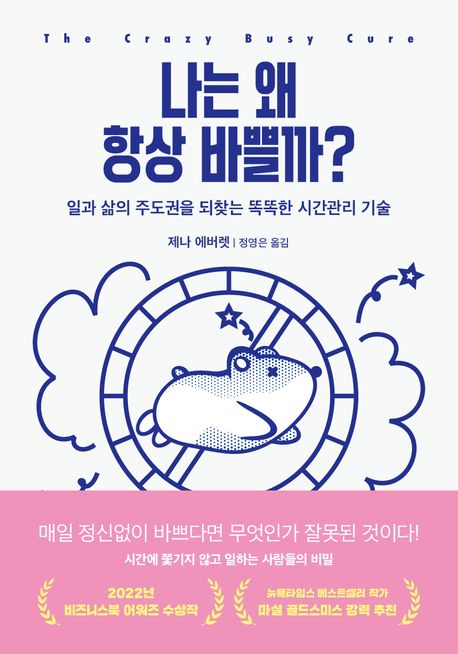 The Crazy Busy Cure
나는 왜
항상 바쁠까?
일과 삶의 주도권을 되찾는 똑똑한 시간관리 기술
제나 에버렛 | 정영은 옮김
매일 정신없이 바쁘다면 무엇인가 잘못된 것이다!
시간에 쫓기지 않고 일하는 사람들의 비밀
2022년
비즈니스북 어워즈 수상작
뉴욕타임스 베스트셀러 작가
마셜 골드스미스 강력 추천